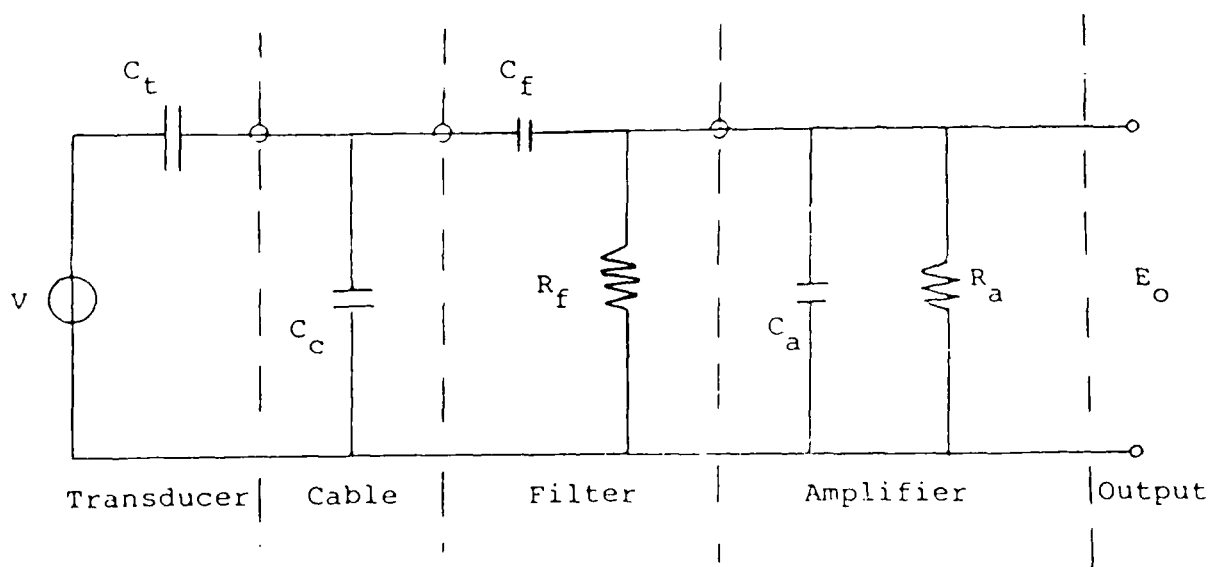 C_t
C_f
V
C_c
R_f
C_a
R_a
E_o
Transducer
Cable
Filter
Amplifier
Output